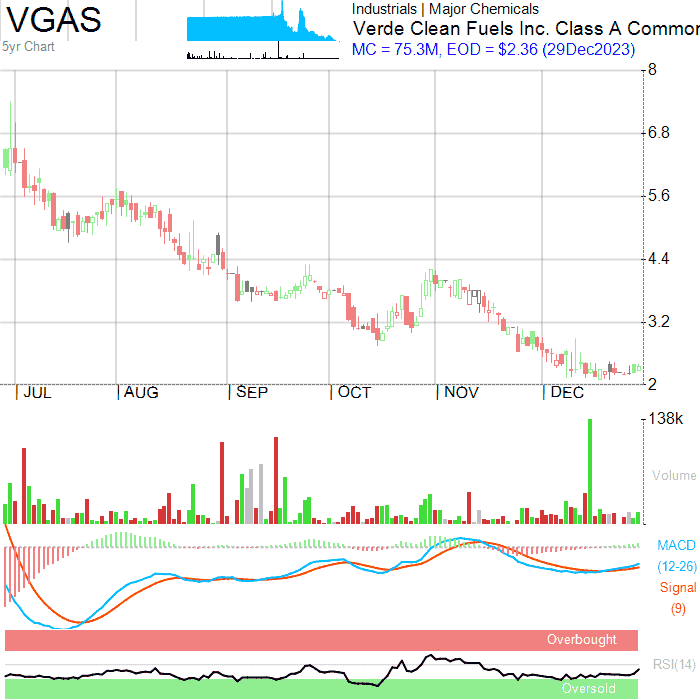 VGAS
5yr Chart
Industrials | Major Chemicals
Verde Clean Fuels Inc. Class A Common
MC = 75.3M, EOD = $2.36 (29Dec2023)
8
6.8
5.6
4.4
3.2
2
JUL AUG SEP OCT NOV DEC
138k
Volume
MACD
(12-26)
Signal
(9)
Overbought
RSI(14)
Oversold